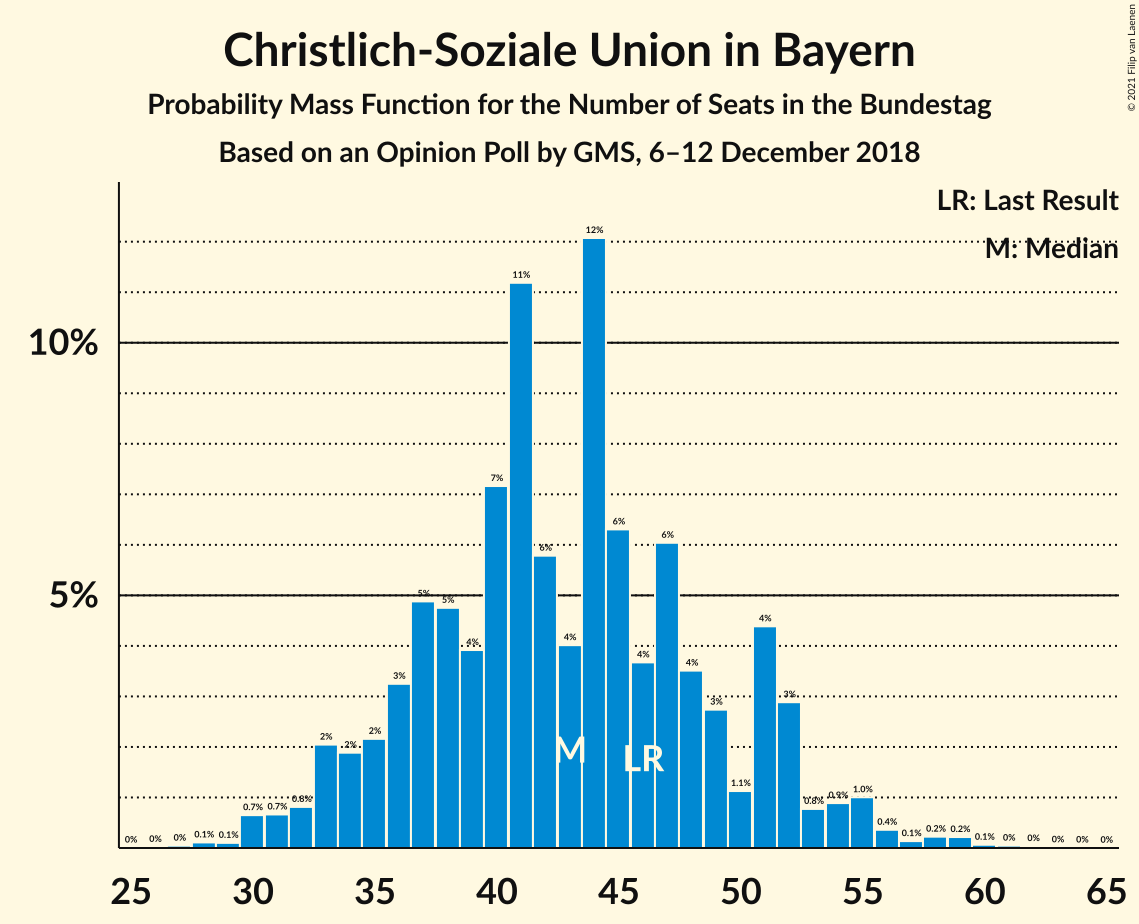 Christlich-Soziale Union in Bayern
Probability Mass Function for the Number of Seats in the Bundestag
Based on an Opinion Poll by GMS, 6–12 December 2018
© 2021 Filip van Laenen
LR: Last Result
M: Median
10%
5%
0% 0% 0% 0.1% 0.1% 0.7% 0.7% 0.8% 2% 2% 2% 3% 5% 5% 4% 7% 11% 6% 4% 12% 6% 4% 6% 4% 3% 1.1% 4% 3% 0.8% 0.9% 1.0% 0.4% 0.1% 0.2% 0.2% 0.1% 0% 0% 0% 0% 0%
M LR
25 30 35 40 45 50 55 60 65